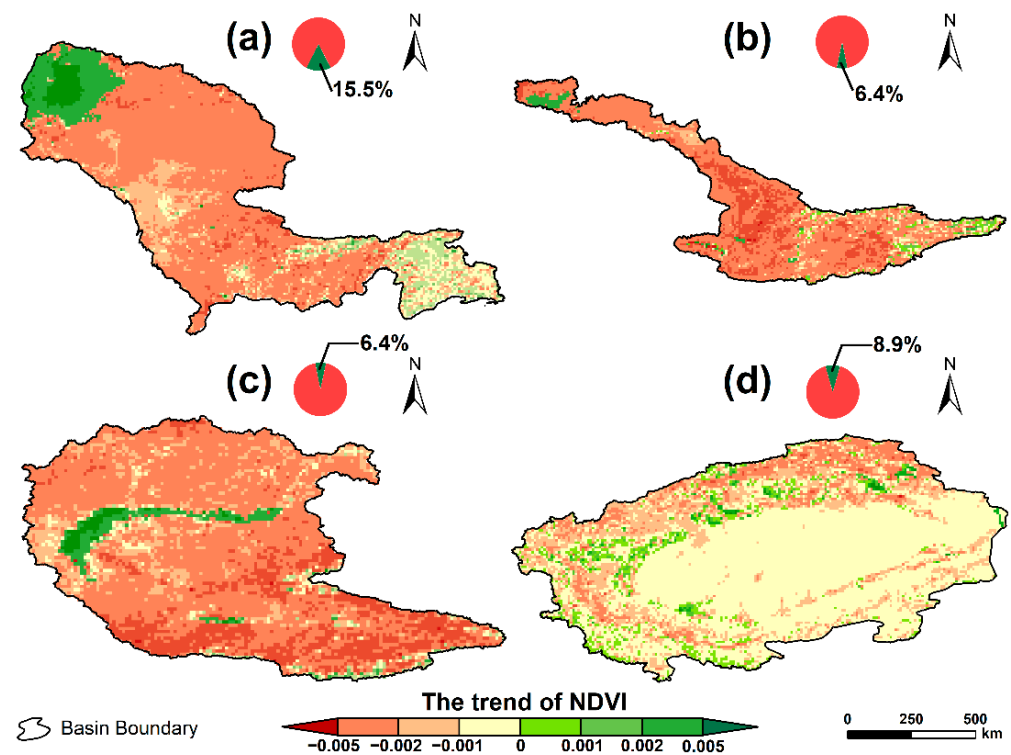 (a)
N
15.5%
(b)
N
6.4%
(c)
6.4%
N
(d)
8.9%
N
The trend of NDVI
Basin Boundary
−0.005 −0.002 −0.001 0 0.001 0.002 0.005
0 250 500
km